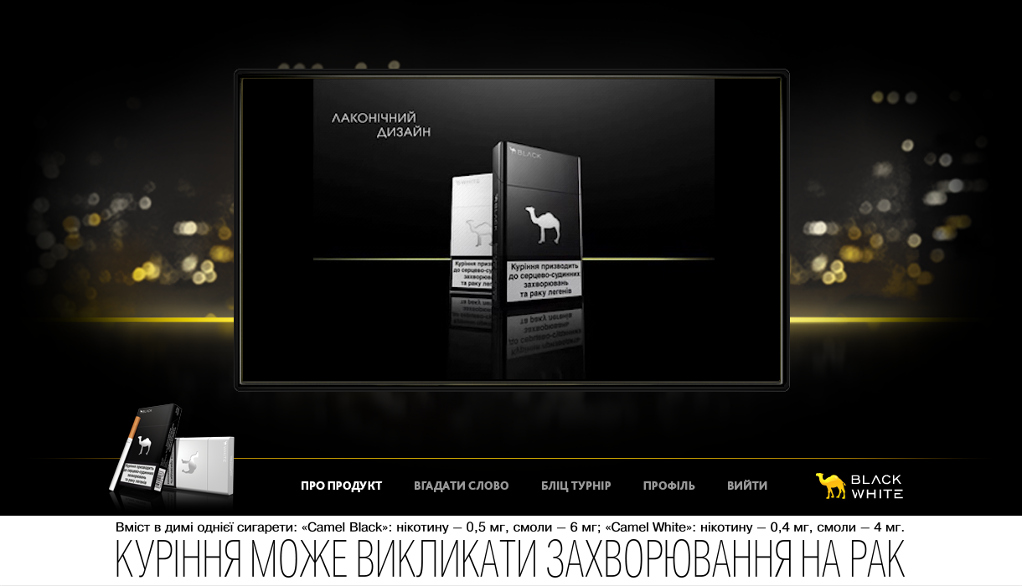 ЛАКОНІЧНИЙ
ДИЗАЙН
BLACK
Куріння призводить
до серцево-судинних
захворювань
та раку легенів
ПРО ПРОДУКТ ВГАДАТИ СЛОВО БЛІЦ ТУРНІР ПРОФІЛЬ ВИЙТИ
BLACK
WHITE
Вміст в димі однієї сигарети: «Camel Black»: нікотину – 0,5 мг, смоли – 6 мг; «Camel White»: нікотину – 0,4 мг, смоли – 4 мг.
КУРІННЯ МОЖЕ ВИКЛИКАТИ ЗАХВОРЮВАННЯ НА РАК